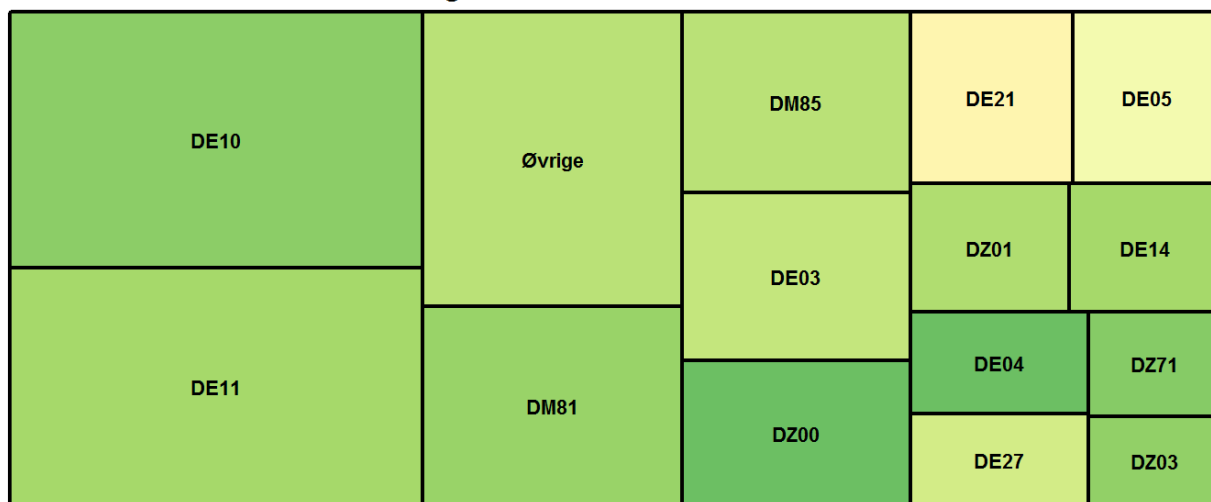 DE10
DE11
Øvrige
DM81
DM85
DE03
DZ00
DE21
DE05
DZ01
DE14
DE04
DZ71
DE27
DZ03